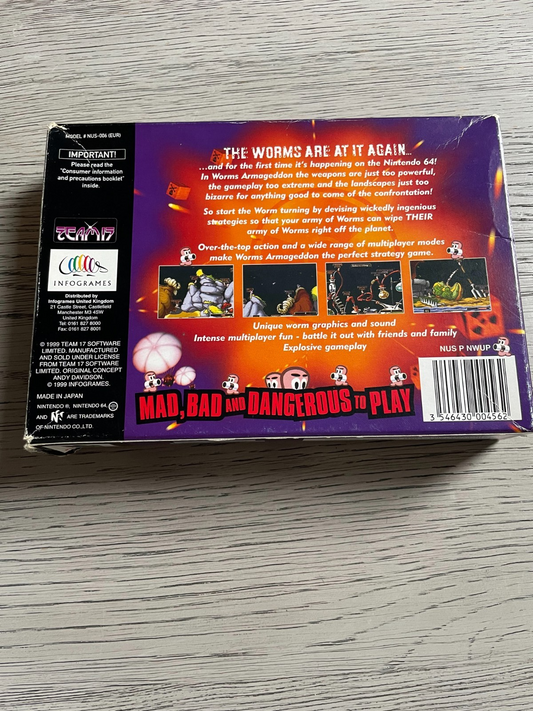 MODEL # NUS-006 (EUR)
IMPORTANT!
Please read the
"Consumer information
and precautions booklet"
inside.
TEAM17
INFOGRAMES
Distributed by
Infogrames United Kingdom
21 Castle Street, Castlefield
Manchester M3 4SW
United Kingdom
Tel: 0161 827 8000
Fax: 0161 827 8001
© 1999 TEAM 17 SOFTWARE
LIMITED. MANUFACTURED
AND SOLD UNDER LICENSE
FROM TEAM 17 SOFTWARE
LIMITED. ORIGINAL CONCEPT
ANDY DAVIDSON.
© 1999 INFOGRAMES.
MADE IN JAPAN
NINTENDO ®, NINTENDO 64, ™
AND N ARE TRADEMARKS
OF NINTENDO CO., LTD.
THE WORMS ARE AT IT AGAIN...
...and for the first time it's happening on the Nintendo 64!
In Worms Armageddon the weapons are just too powerful,
the gameplay too extreme and the landscapes just too
bizarre for anything good to come of the confrontation!
So start the Worm turning by devising wickedly ingenious
strategies so that your army of Worms can wipe THEIR
army of Worms right off the planet.
Over-the-top action and a wide range of multiplayer modes
make Worms Armageddon the perfect strategy game.
Unique worm graphics and sound
Intense multiplayer fun - battle it out with friends and family
Explosive gameplay
NUS P NWUP
MAD, BAD AND DANGEROUS TO PLAY
3 546430 004562